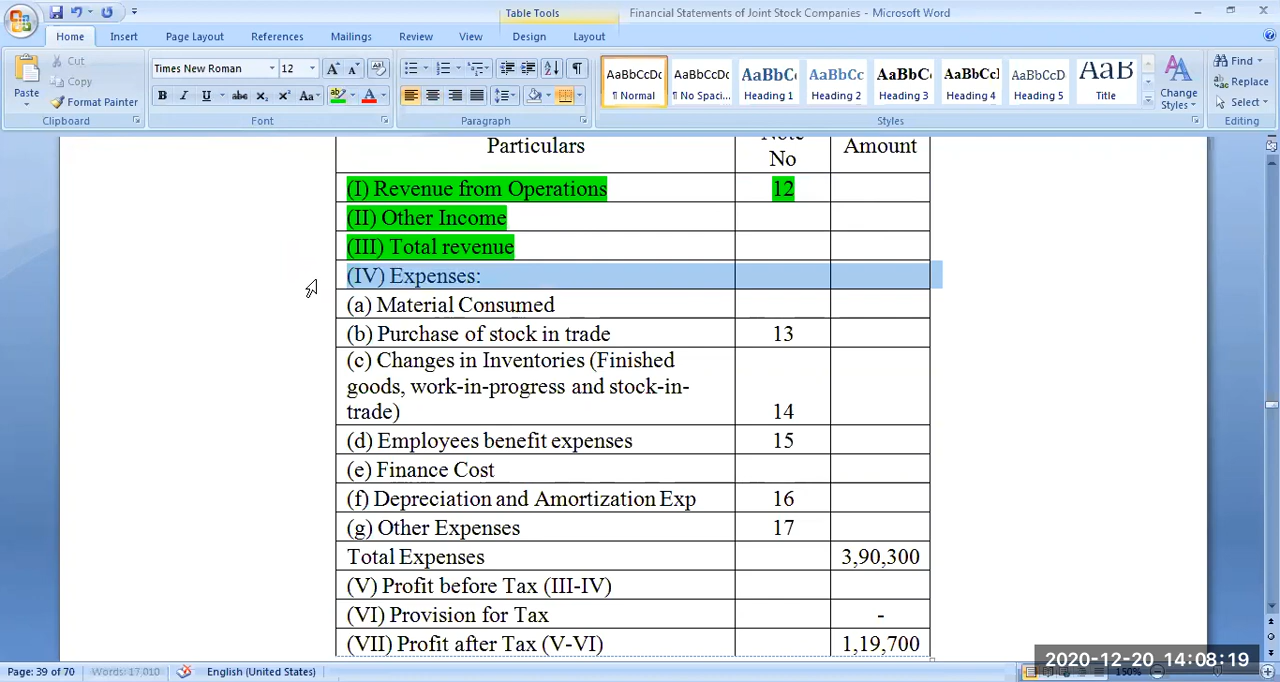 Table Tools
Financial Statements of Joint Stock Companies - Microsoft Word
Home Insert Page Layout References Mailings Review View Design Layout
Paste
Cut
Copy
Format Painter
Clipboard
Times New Roman 12
Font
Paragraph
AaBbCcDc AaBbCcDc AaBbC AaBbCc AaBbC AaBbCcI AaBbCcD AaB
¶ Normal ¶ No Spaci... Heading 1 Heading 2 Heading 3 Heading 4 Heading 5 Title
Change Styles
Styles
Find
Replace
Select
Editing
Particulars Note No Amount
(I) Revenue from Operations 12
(II) Other Income
(III) Total revenue
(IV) Expenses:
(a) Material Consumed
(b) Purchase of stock in trade 13
(c) Changes in Inventories (Finished
goods, work-in-progress and stock-in-
trade) 14
(d) Employees benefit expenses 15
(e) Finance Cost
(f) Depreciation and Amortization Exp 16
(g) Other Expenses 17
Total Expenses 3,90,300
(V) Profit before Tax (III-IV)
(VI) Provision for Tax -
(VII) Profit after Tax (V-VI) 1,19,700
2020-12-20 14:08:19
Page: 39 of 70 Words: 17,010 English (United States) 150%